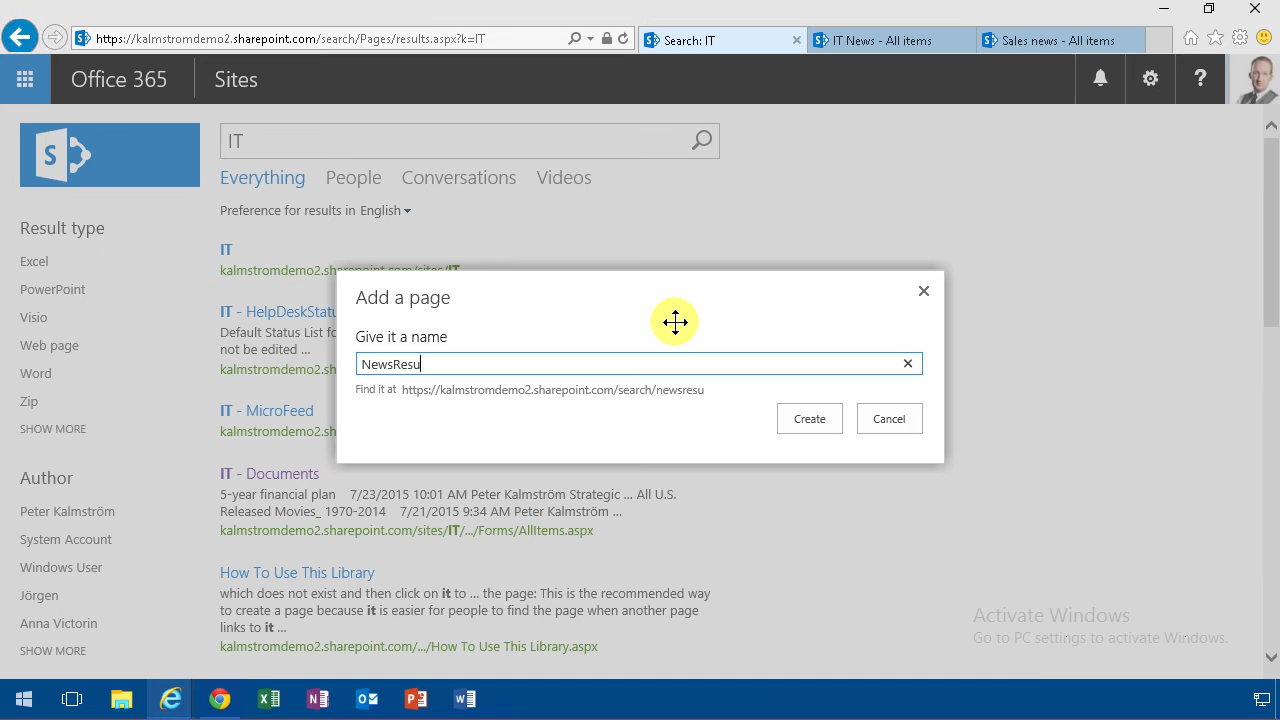 https://kalmstromdemo2.sharepoint.com/search/Pages/results.aspx?k=IT
Search: IT
IT News - All items
Sales news - All items
Office 365
Sites
?
S
IT
Everything
People
Conversations
Videos
Preference for results in English
Result type
Excel
PowerPoint
Visio
Web page
Word
Zip
SHOW MORE
Author
Peter Kalmström
System Account
Windows User
Jörgen
Anna Victorin
SHOW MORE
IT
kalmstromdemo2.sharepoint.com/sites/IT
IT - HelpDeskStatu
Default Status List fo
not be edited ...
kalmstromdemo2.sh
IT - MicroFeed
kalmstromdemo2.sh
IT - Documents
5-year financial plan 7/23/2015 10:01 AM Peter Kalmström Strategic ... All U.S.
Released Movies_ 1970-2014 7/21/2015 9:34 AM Peter Kalmström ...
kalmstromdemo2.sharepoint.com/sites/IT/.../Forms/AllItems.aspx
How To Use This Library
which does not exist and then click on it to ... the page: This is the recommended way
to create a page because it is easier for people to find the page when another page
links to it ...
kalmstromdemo2.sharepoint.com/.../How To Use This Library.aspx
Add a page
Give it a name
NewsResu
Find it at https://kalmstromdemo2.sharepoint.com/search/newsresu
Create
Cancel
Activate Windows
Go to PC settings to activate Windows.